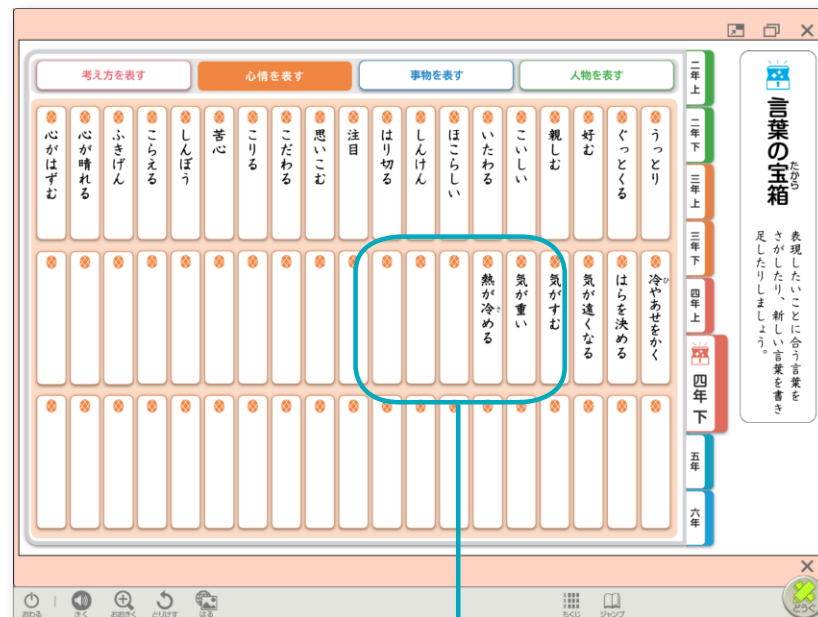 言葉の宝箱
たから
表現したいことに合う言葉を
さがしたり、新しい言葉を書き
足したりしましょう。
考え方を表す
心情を表す
事物を表す
人物を表す
二年 上
二年 下
三年 上
三年 下
四年 上
四年 下
五年
六年
うっとり
ぐっとくる
好む
親しむ
こいしい
いたわる
ほこらしい
しんけん
はり切る
注目
思いこむ
こだわる
こりる
苦心
しんぼう
こらえる
ふきげん
心が晴れる
心がはずむ
冷やあせをかく
ひ
はらを決める
気が遠くなる
気がすむ
気が重い
熱が冷める
さ
おわる
きく
おおきく
とりけす
はる
もくじ
ジャンプ
どうぐ